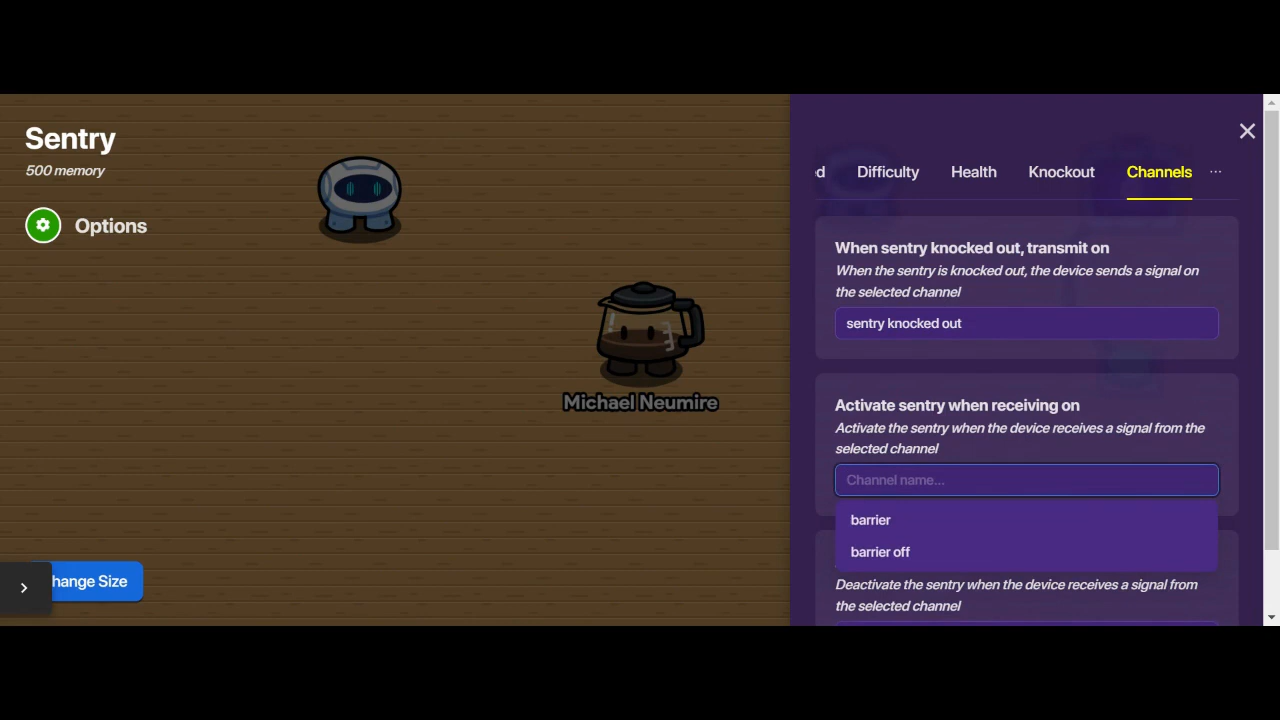 Sentry
500 memory
Options
Michael Neumire
hange Size
d Difficulty Health Knockout Channels ...
When sentry knocked out, transmit on
When the sentry is knocked out, the device sends a signal on
the selected channel
sentry knocked out
Activate sentry when receiving on
Activate the sentry when the device receives a signal from the
selected channel
Channel name...
barrier
barrier off
Deactivate the sentry when the device receives a signal from
the selected channel